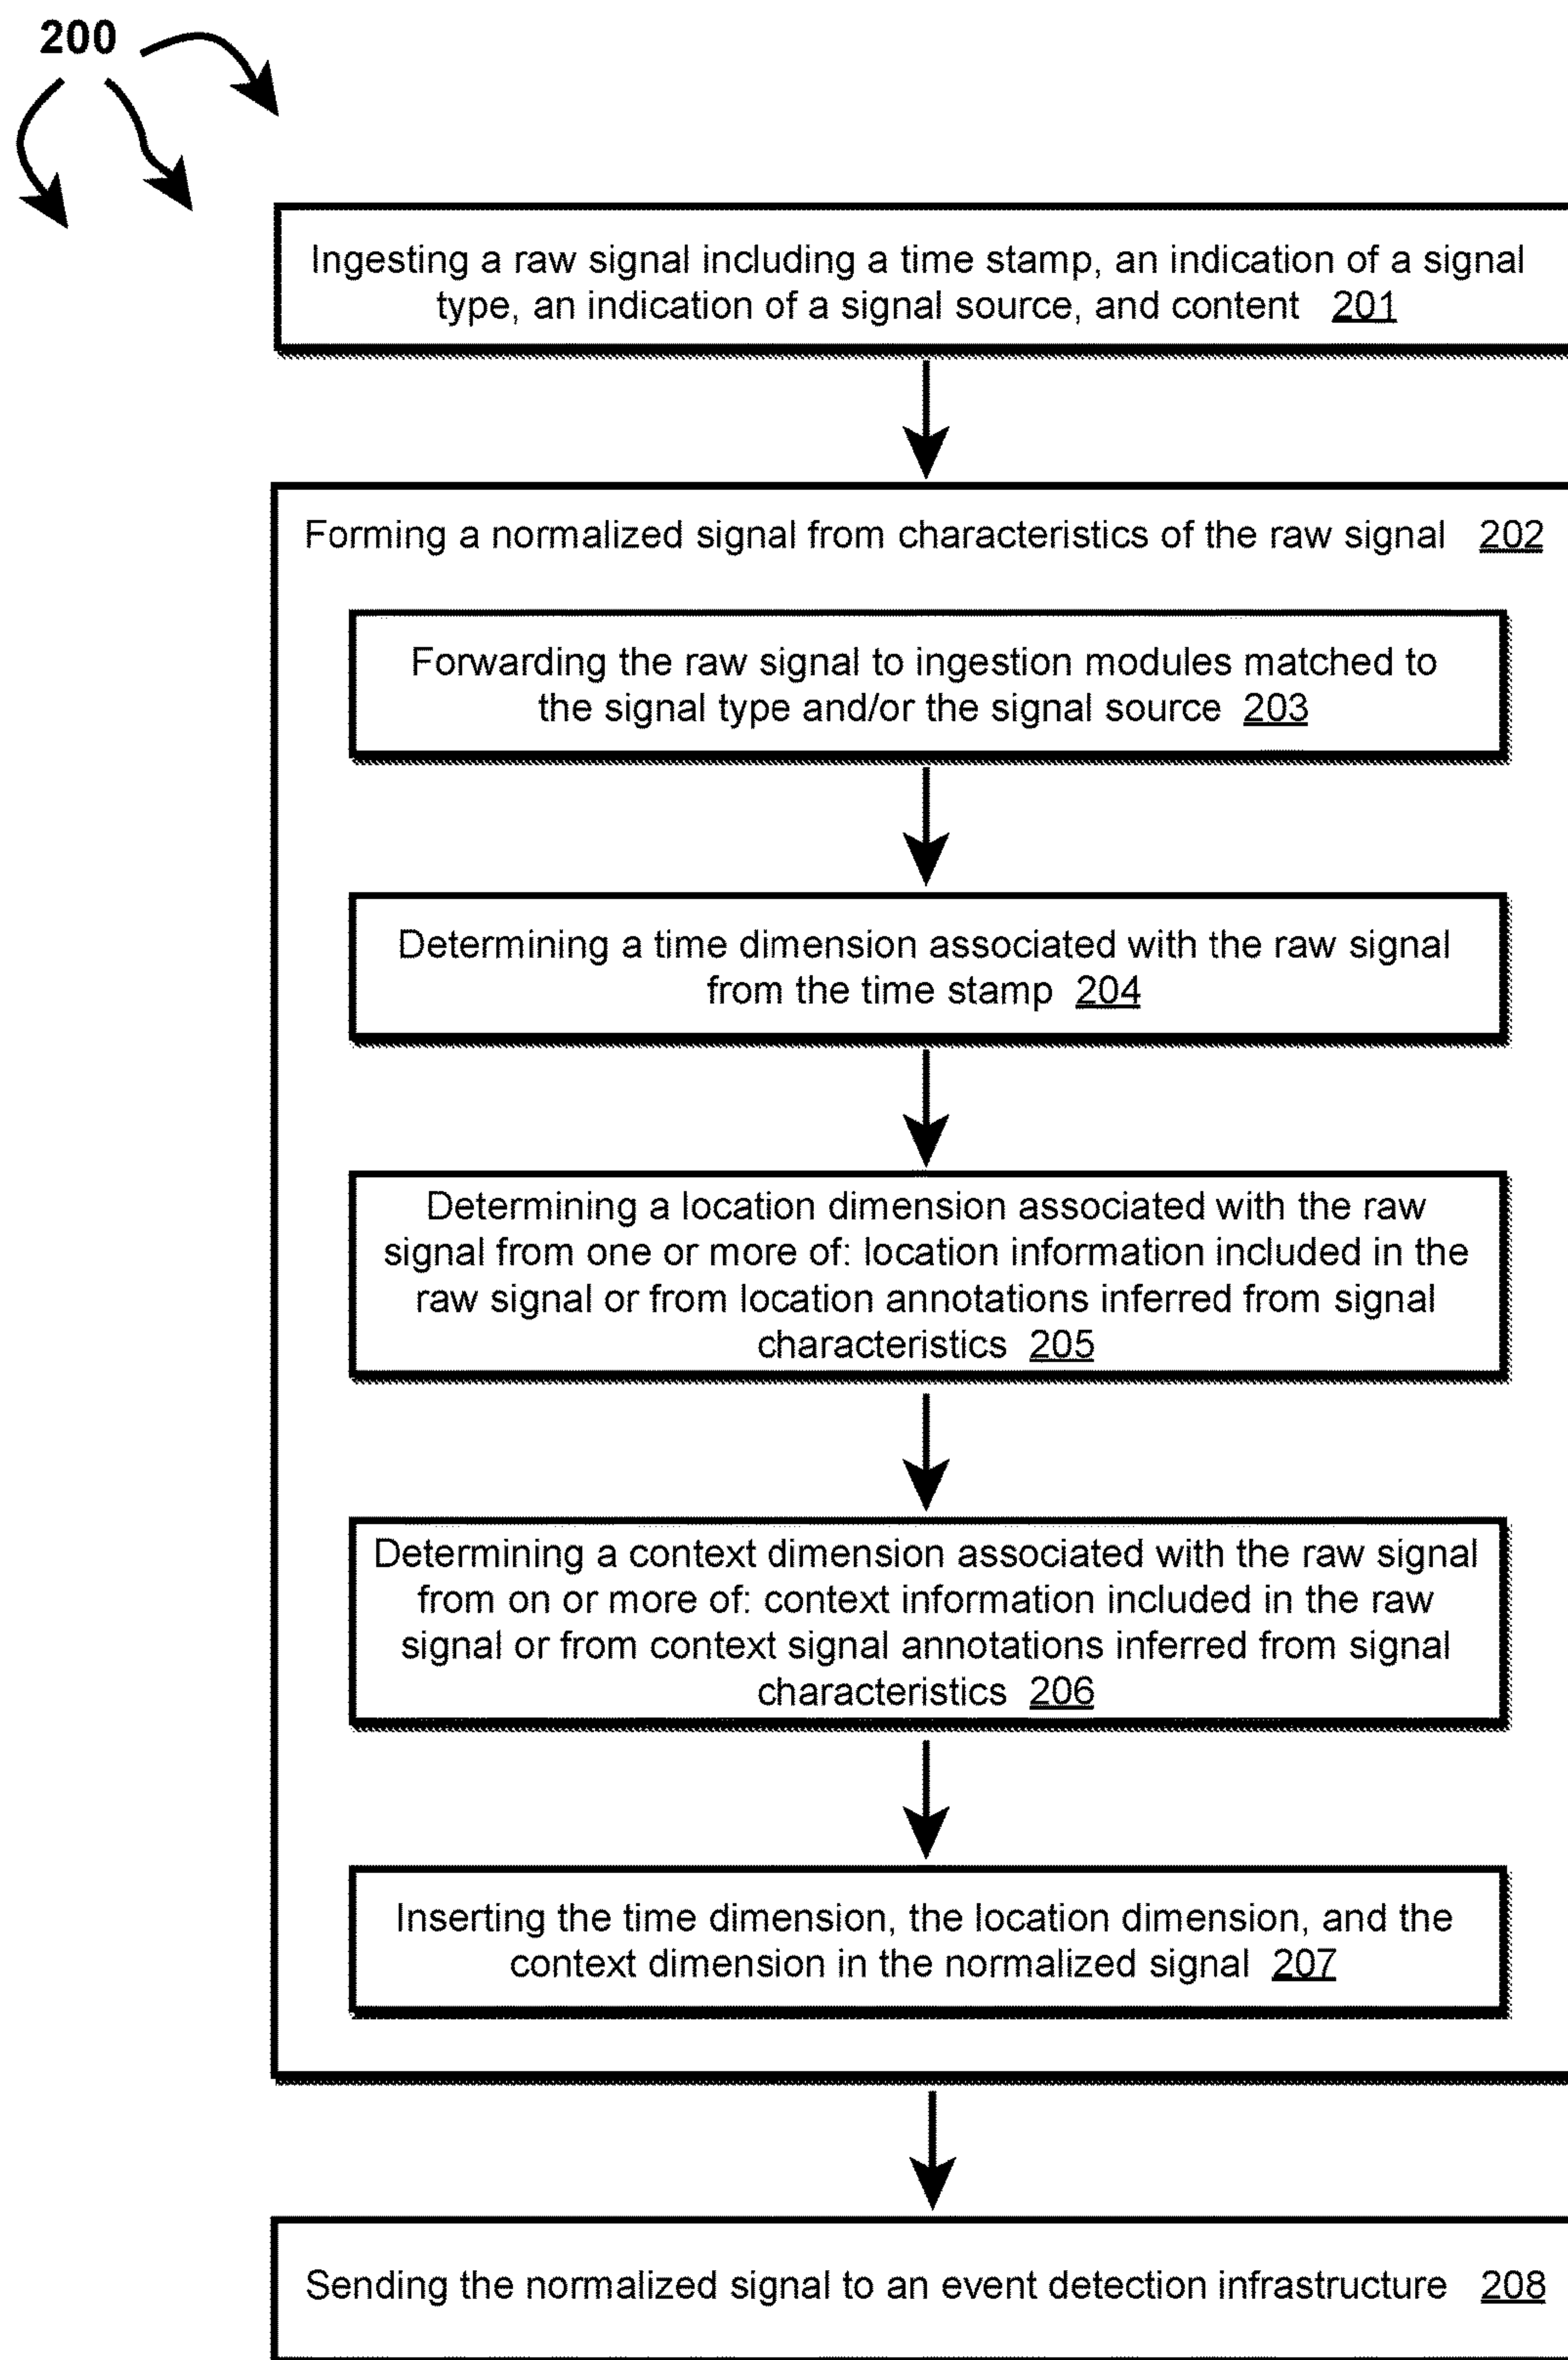 200
Ingesting a raw signal including a time stamp, an indication of a signal
type, an indication of a signal source, and content 201
Forming a normalized signal from characteristics of the raw signal 202
Forwarding the raw signal to ingestion modules matched to
the signal type and/or the signal source 203
Determining a time dimension associated with the raw signal
from the time stamp 204
Determining a location dimension associated with the raw
signal from one or more of: location information included in the
raw signal or from location annotations inferred from signal
characteristics 205
Determining a context dimension associated with the raw signal
from on or more of: context information included in the raw
signal or from context signal annotations inferred from signal
characteristics 206
Inserting the time dimension, the location dimension, and the
context dimension in the normalized signal 207
Sending the normalized signal to an event detection infrastructure 208